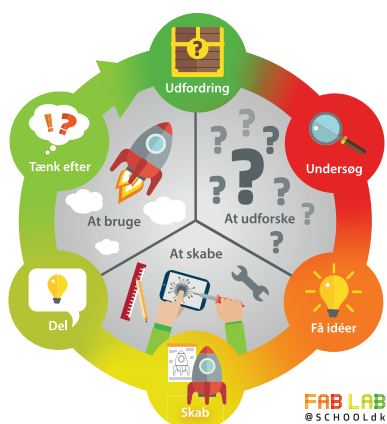 Udfordring
Undersøg
Få idéer
Skab
Del
Tænk efter
At bruge
At udforske
At skabe
FAB LAB
@SCHOOLdk